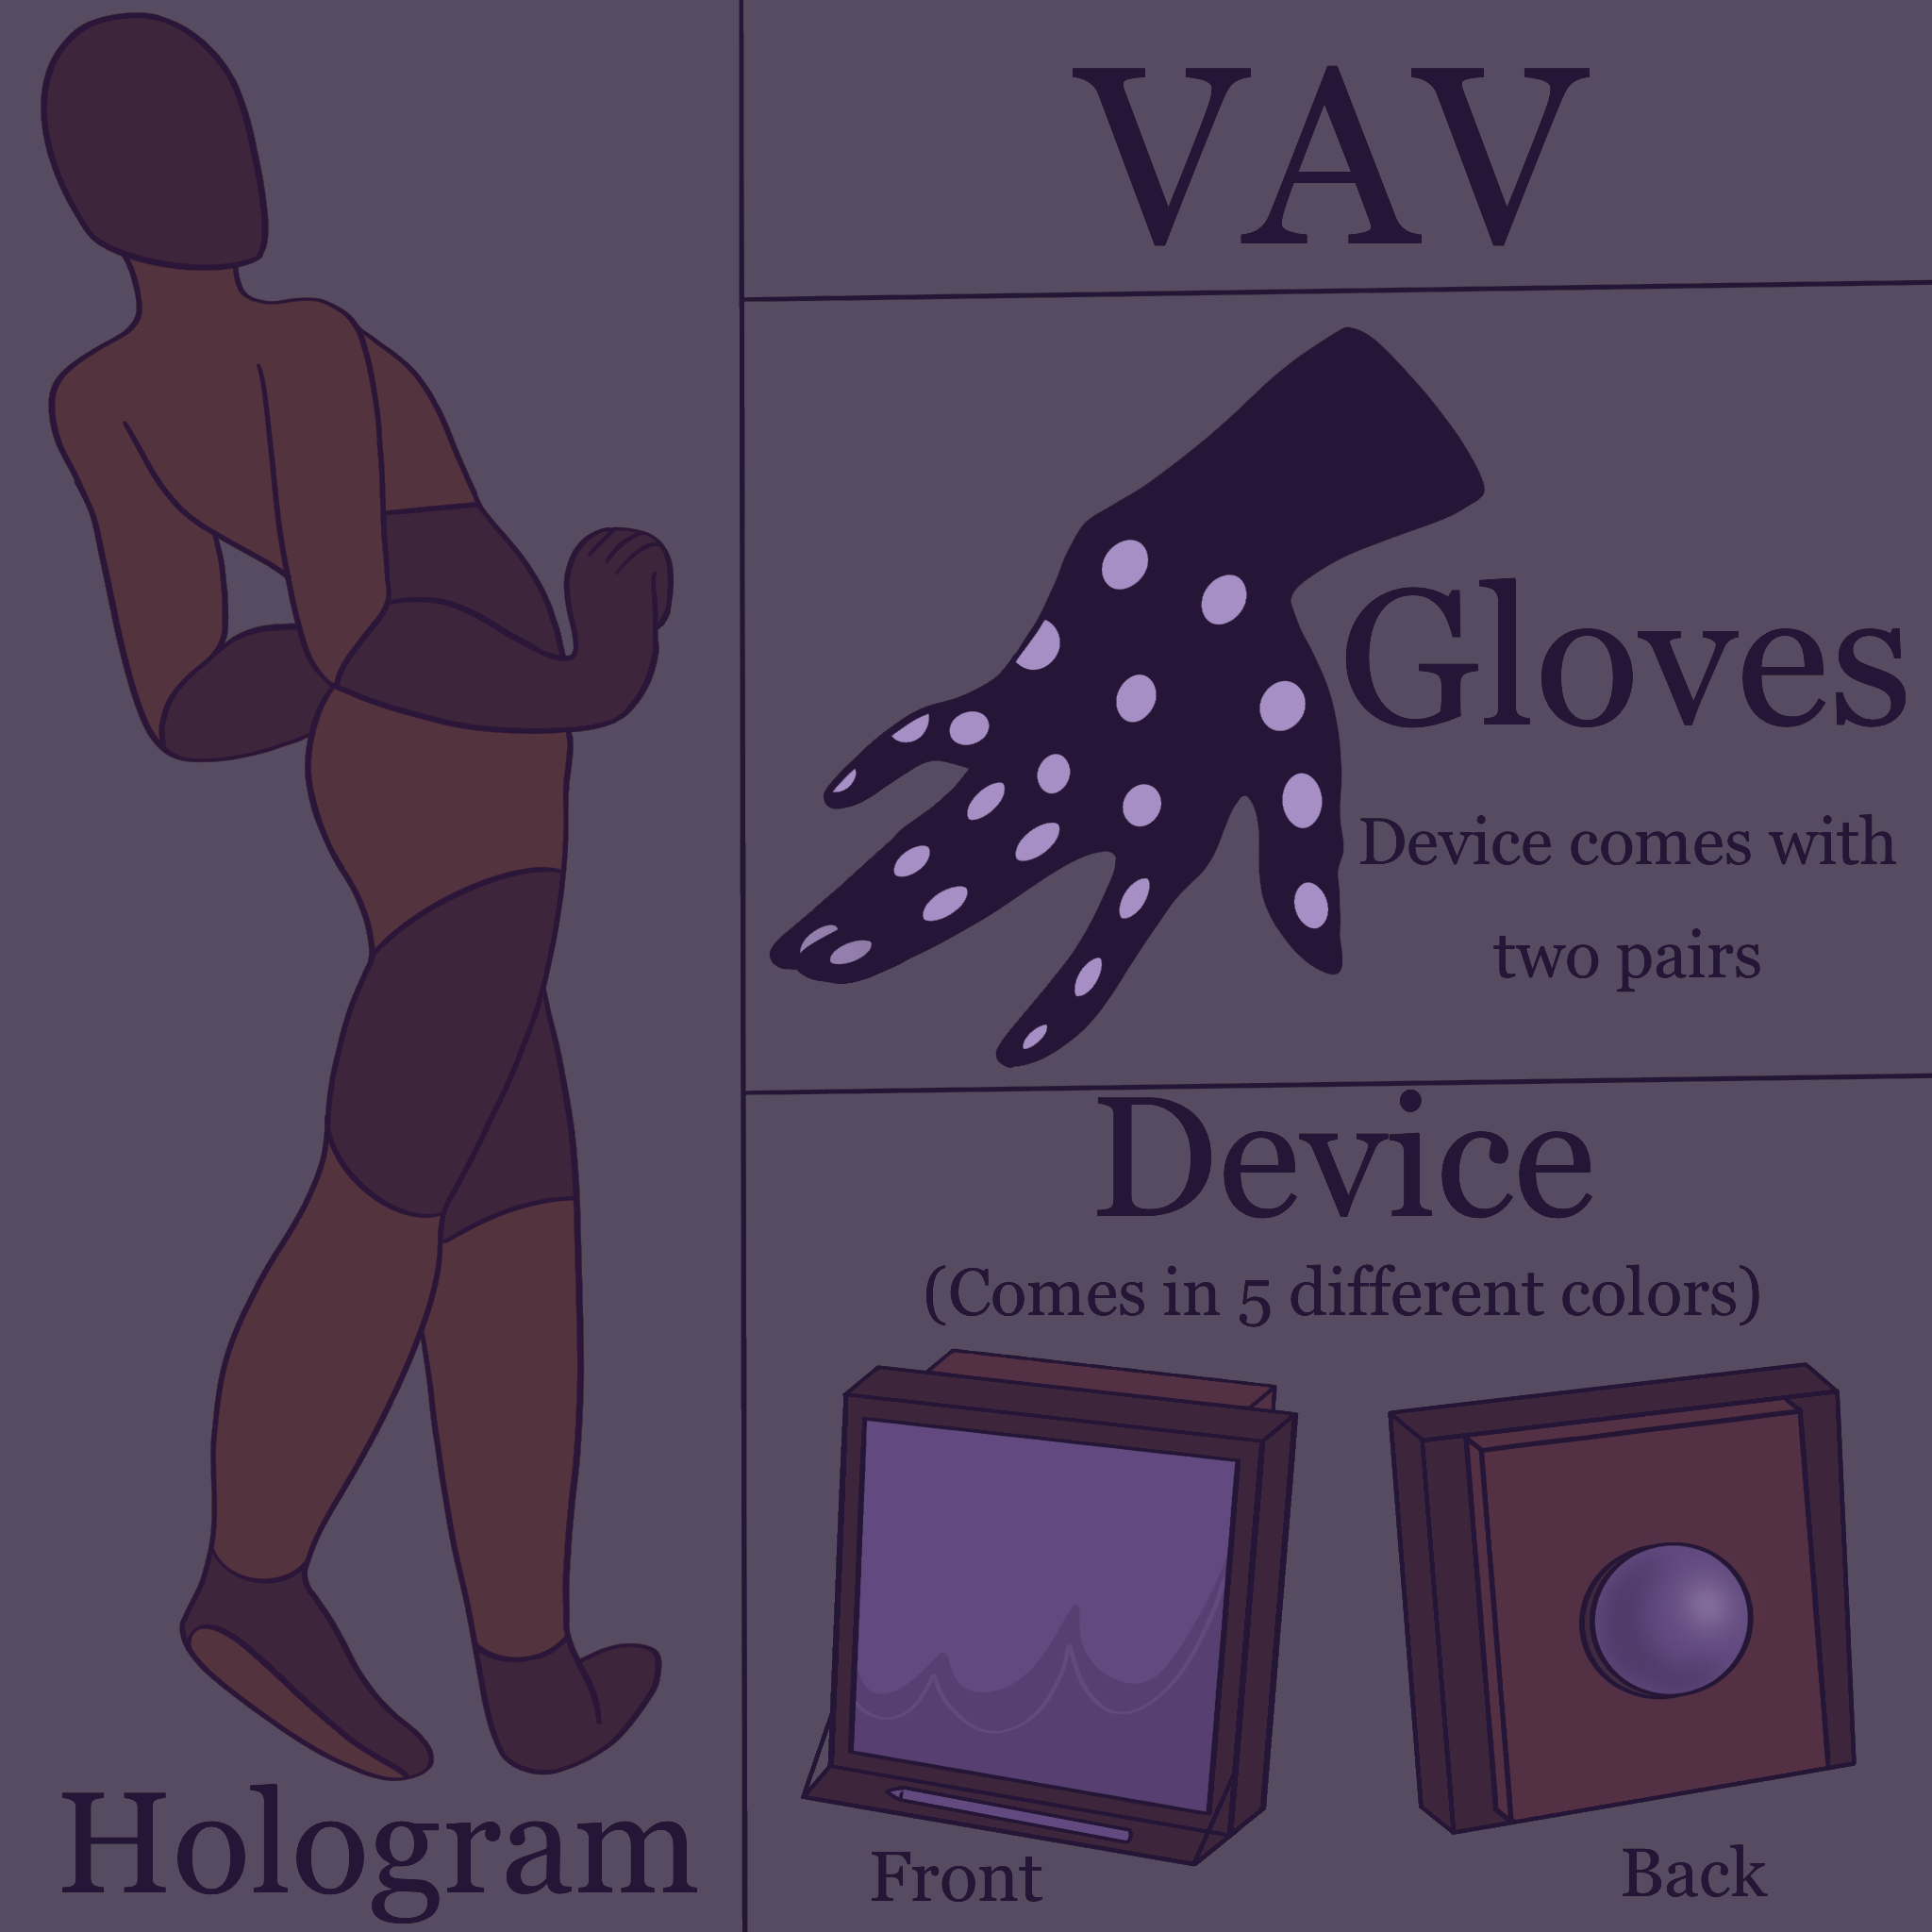 VAV
Gloves
Device comes with
two pairs
Device
(Comes in 5 different colors)
Front
Back
Hologram